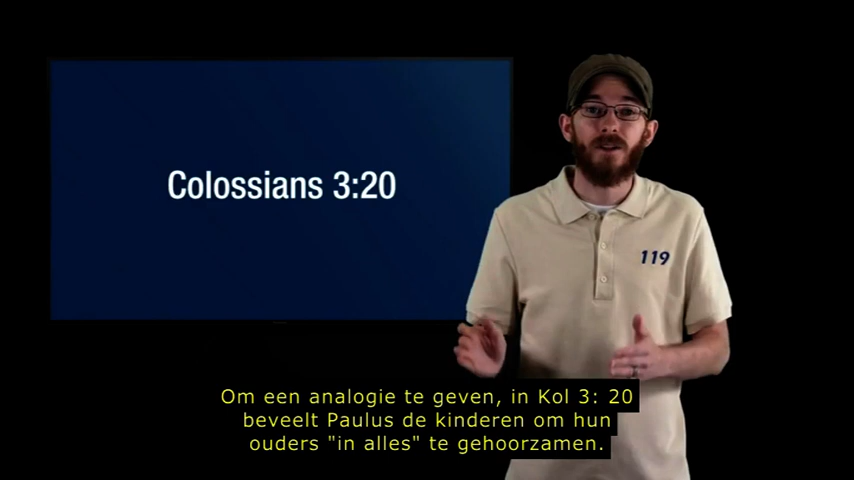 Colossians 3:20
119
Om een analogie te geven, in Kol 3: 20
beveelt Paulus de kinderen om hun
ouders "in alles" te gehoorzamen.